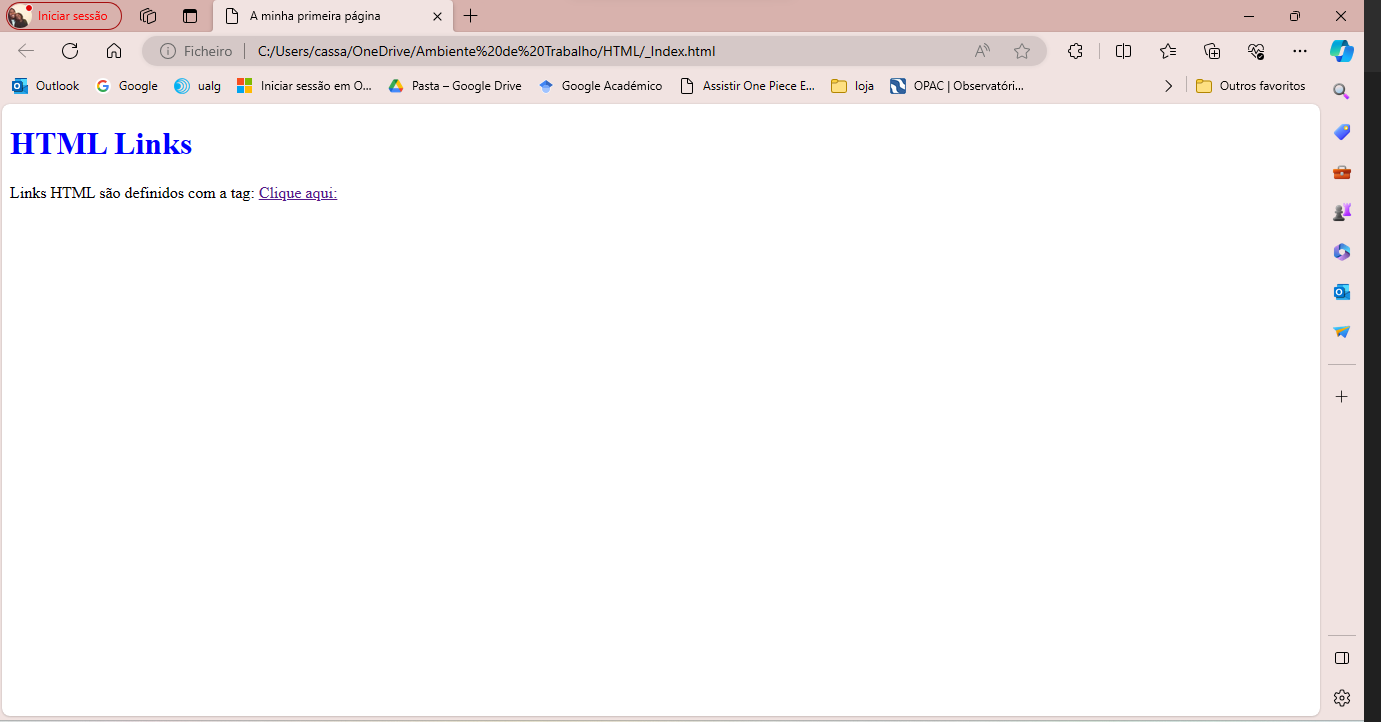 Iniciar sessão
A minha primeira página
Ficheiro
C:/Users/cassa/OneDrive/Ambiente%20de%20Trabalho/HTML/_Index.html
Outlook Google ualg Iniciar sessão em O... Pasta – Google Drive Google Académico Assistir One Piece E... loja OPAC | Observatóri... Outros favoritos
HTML Links
Links HTML são definidos com a tag: Clique aqui: